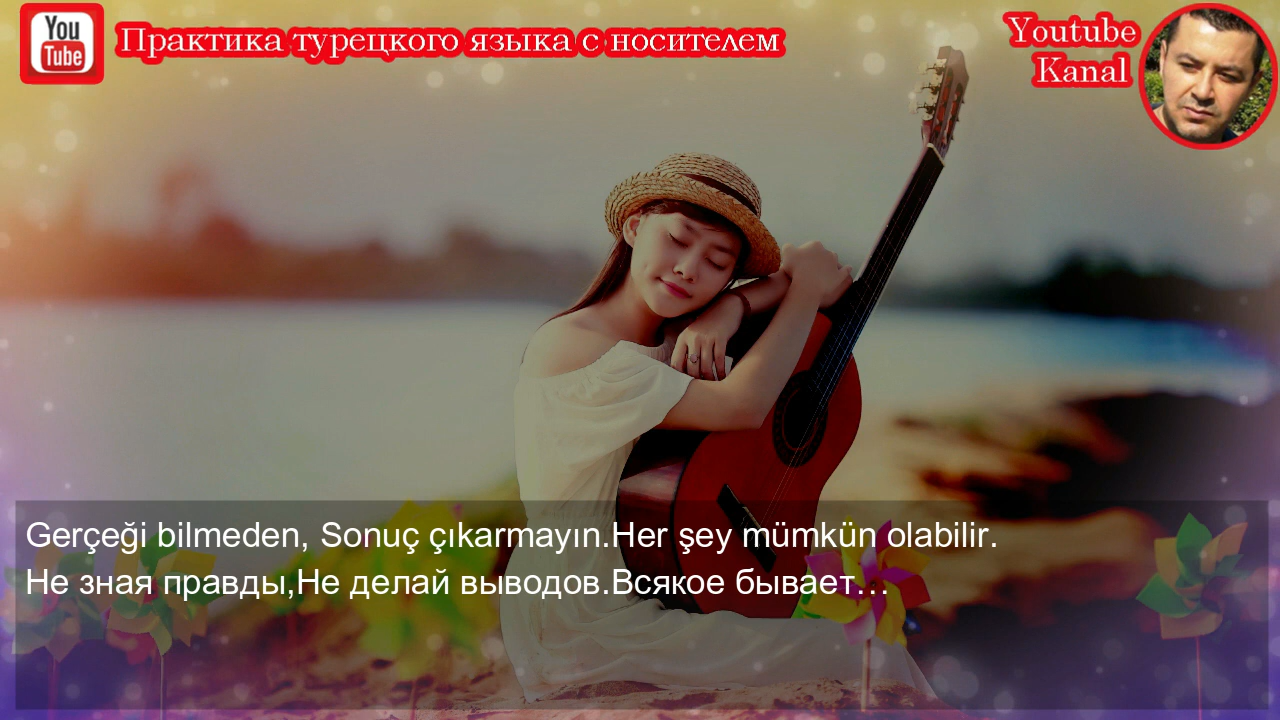 You
Tube
Практика турецкого языка с носителем
Youtube
Kanal
Gerçeği bilmeden, Sonuç çıkarmayın.Her şey mümkün olabilir.
Не зная правды,Не делай выводов.Всякое бывает…